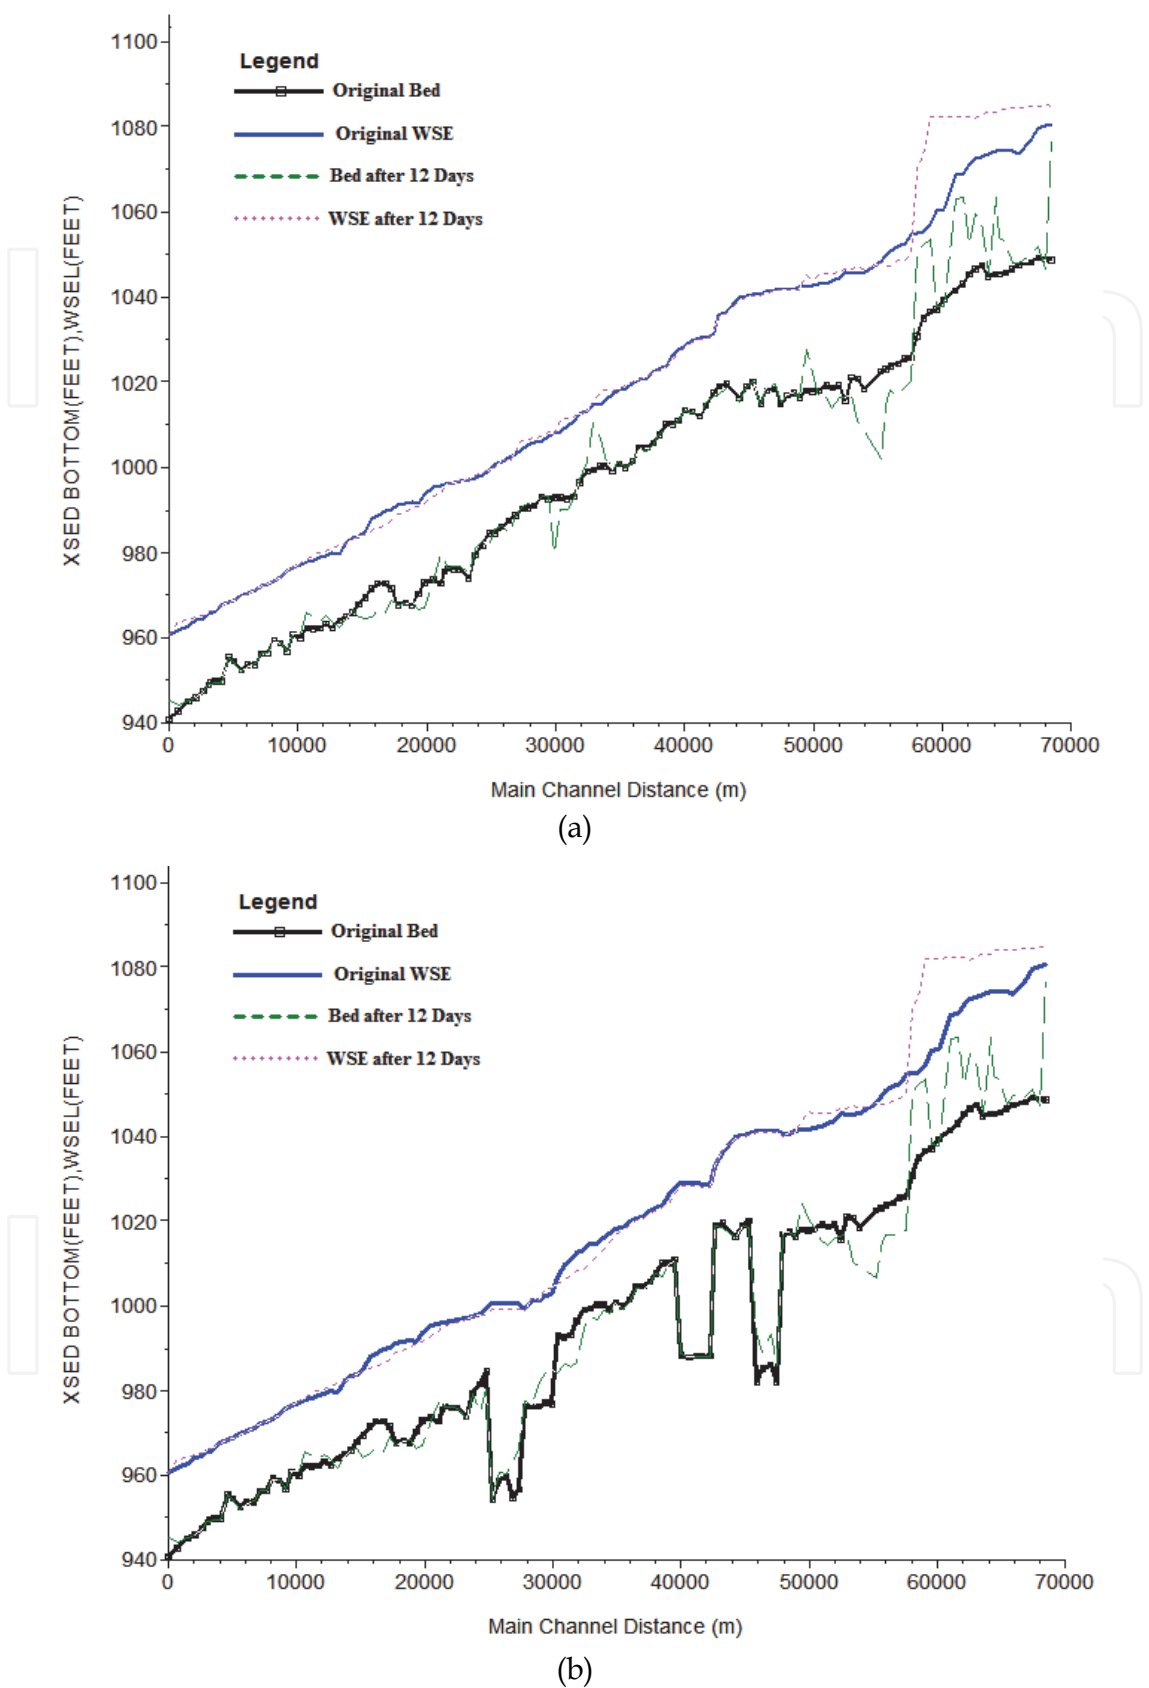 1100
1080
1060
1040
1020
1000
980
960
940
XSED BOTTOM(FEET),WSEL(FEET)
Legend
Original Bed
Original WSE
Bed after 12 Days
WSE after 12 Days
0 10000 20000 30000 40000 50000 60000 70000
Main Channel Distance (m)
(a)
1100
1080
1060
1040
1020
1000
980
960
940
XSED BOTTOM(FEET),WSEL(FEET)
Legend
Original Bed
Original WSE
Bed after 12 Days
WSE after 12 Days
0 10000 20000 30000 40000 50000 60000 70000
Main Channel Distance (m)
(b)